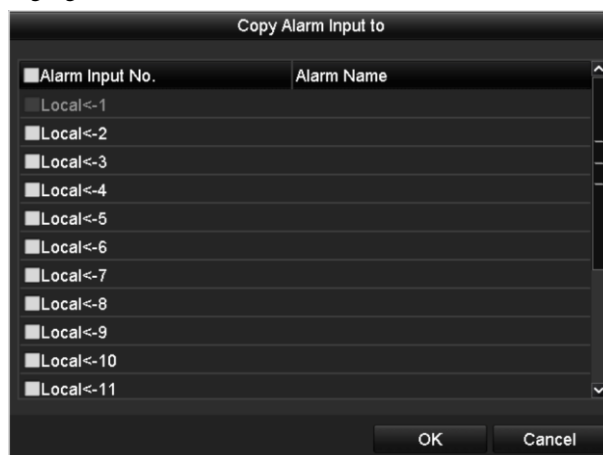 Copy Alarm Input to
Alarm Input No. Alarm Name
Local<-1
Local<-2
Local<-3
Local<-4
Local<-5
Local<-6
Local<-7
Local<-8
Local<-9
Local<-10
Local<-11
OK Cancel